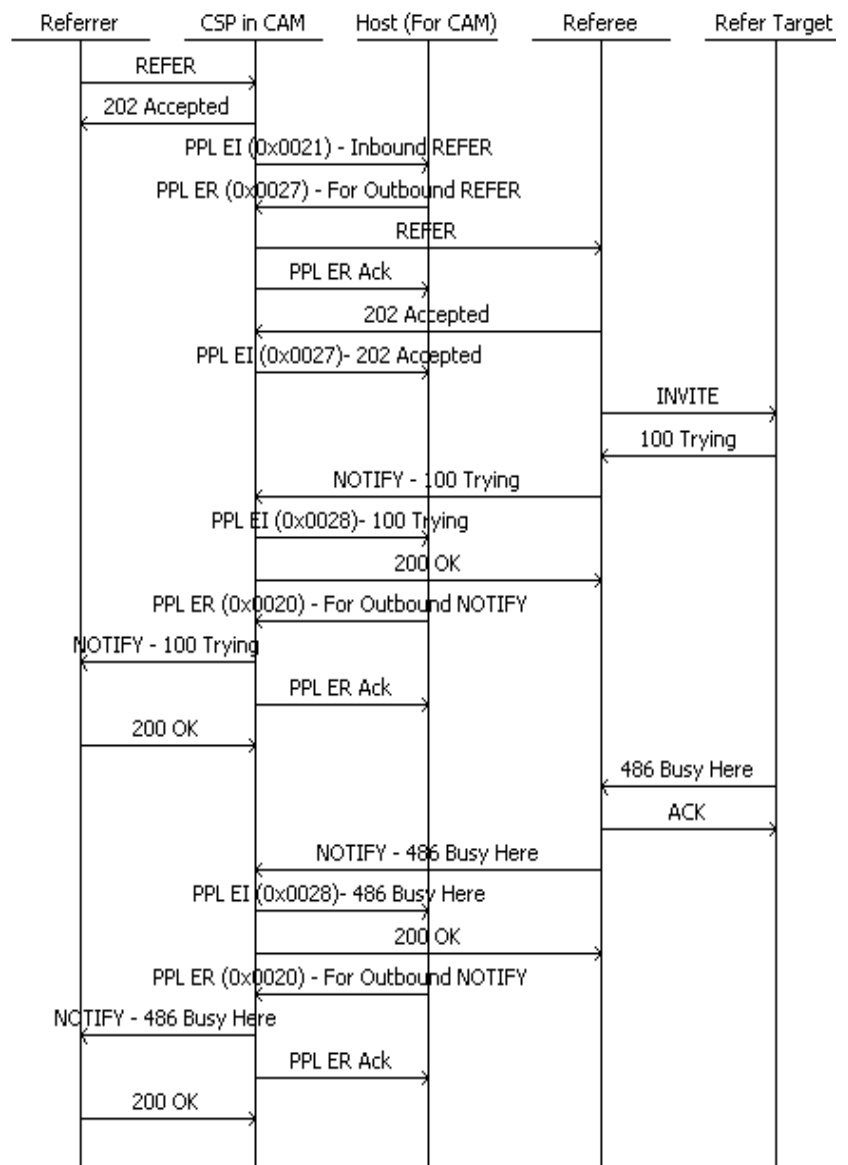 Referrer CSP in CAM Host (For CAM) Referee Refer Target
REFER
202 Accepted
PPL EI (0x0021) - Inbound REFER
PPL ER (0x0027) - For Outbound REFER
REFER
PPL ER Ack
202 Accepted
PPL EI (0x0027)- 202 Accepted
INVITE
100 Trying
NOTIFY - 100 Trying
PPL EI (0x0028)- 100 Trying
200 OK
PPL ER (0x0020) - For Outbound NOTIFY
NOTIFY - 100 Trying
PPL ER Ack
200 OK
486 Busy Here
ACK
NOTIFY - 486 Busy Here
PPL EI (0x0028)- 486 Busy Here
200 OK
PPL ER (0x0020) - For Outbound NOTIFY
NOTIFY - 486 Busy Here
PPL ER Ack
200 OK